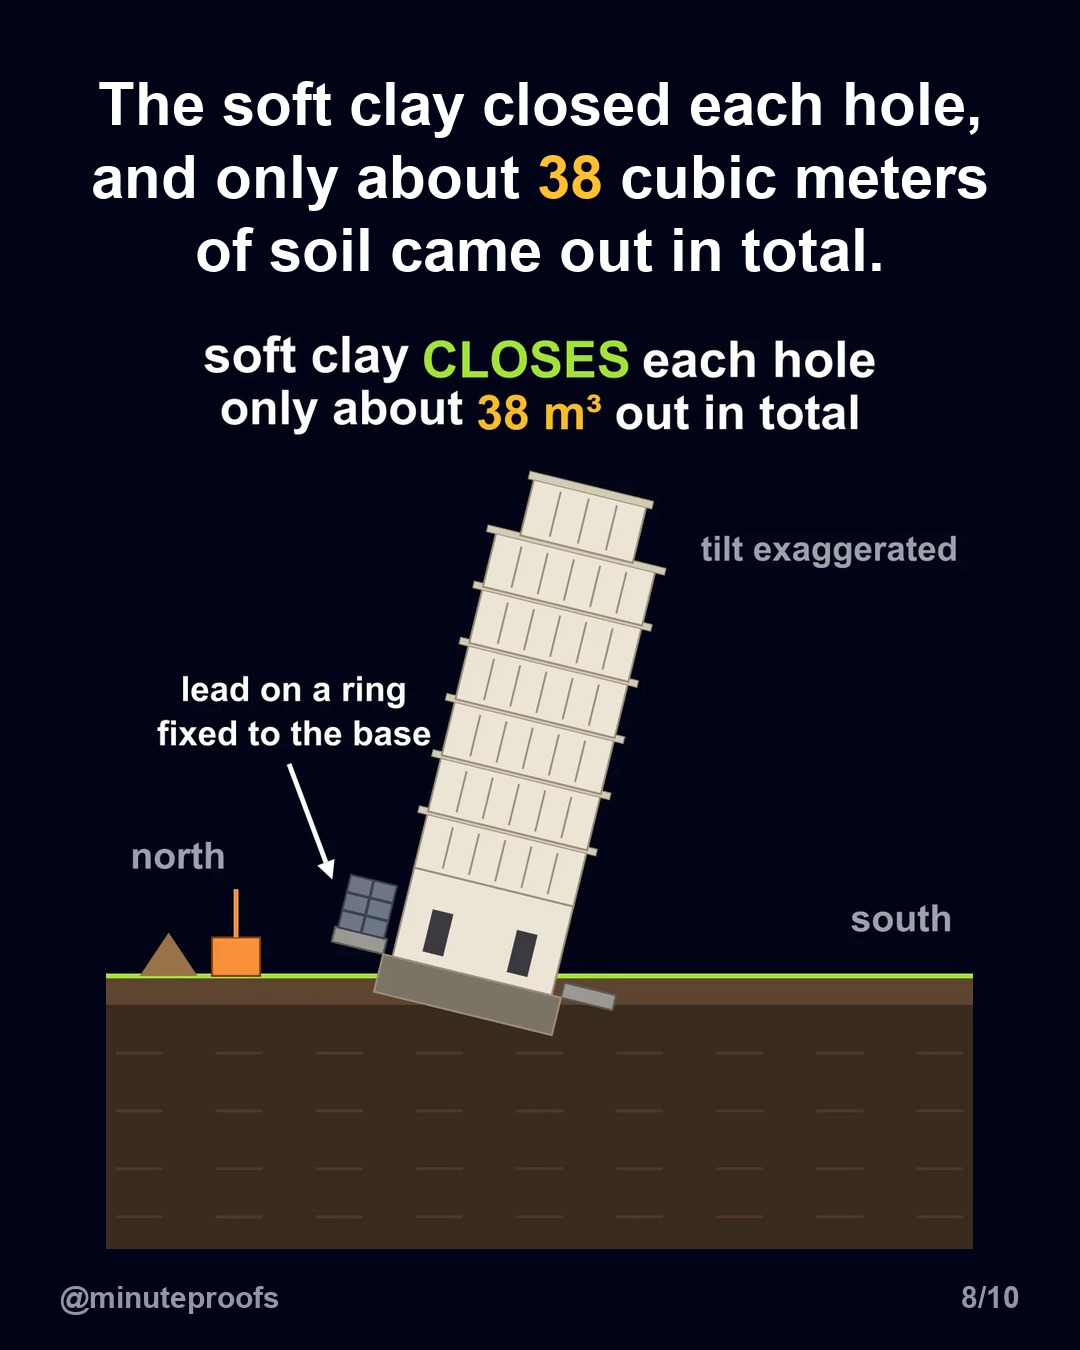 The soft clay closed each hole,
and only about 38 cubic meters
of soil came out in total.
soft clay CLOSES each hole
only about 38 m³ out in total
tilt exaggerated
lead on a ring
fixed to the base
north
south
@minuteproofs
8/10